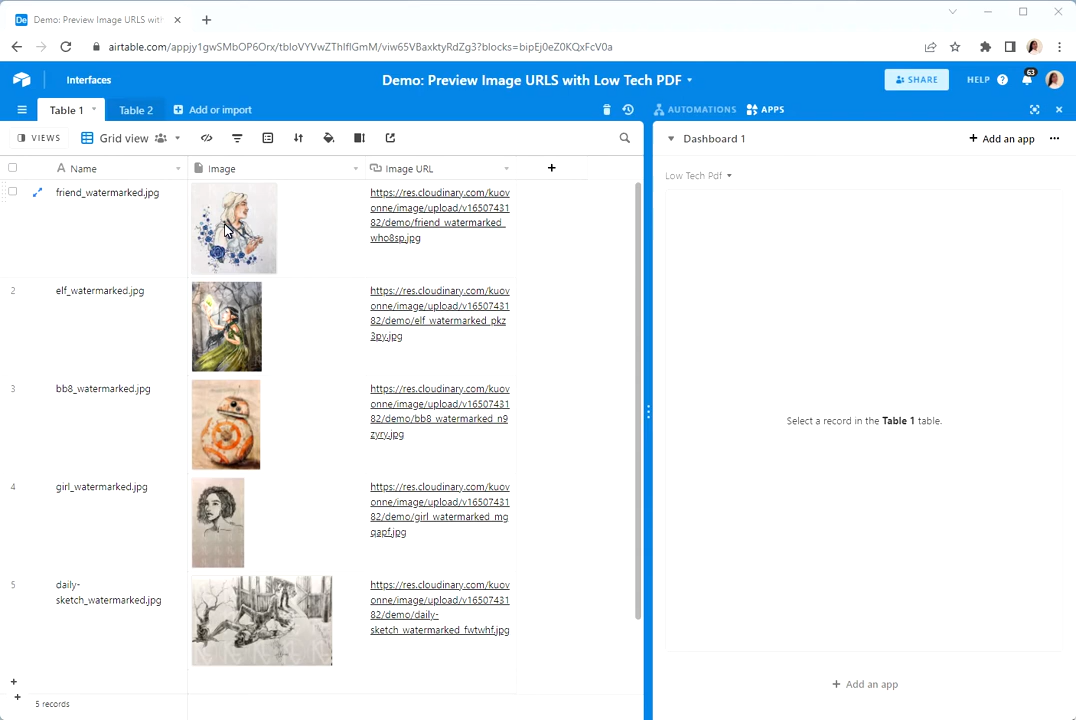 De Demo: Preview Image URLS with
airtable.com/appjy1gwSMbOP6Orx/tbloVYVwZThlflGmM/viw65VBaxktyRdZg3?blocks=bipEj0eZ0KQxFcV0a
Interfaces
Demo: Preview Image URLS with Low Tech PDF
SHARE
HELP
63
Table 1
Table 2
Add or import
AUTOMATIONS
APPS
VIEWS
Grid view
Dashboard 1
Add an app
Name
Image
Image URL
Low Tech Pdf
friend_watermarked.jpg
https://res.cloudinary.com/kuov
onne/image/upload/v16507431
82/demo/friend_watermarked_
who8sp.jpg
2
elf_watermarked.jpg
https://res.cloudinary.com/kuov
onne/image/upload/v16507431
82/demo/elf_watermarked_pkz
3py.jpg
3
bb8_watermarked.jpg
https://res.cloudinary.com/kuov
onne/image/upload/v16507431
82/demo/bb8_watermarked_n9
zyry.jpg
4
girl_watermarked.jpg
https://res.cloudinary.com/kuov
onne/image/upload/v16507431
82/demo/girl_watermarked_mg
qapf.jpg
5
daily-
sketch_watermarked.jpg
https://res.cloudinary.com/kuov
onne/image/upload/v16507431
82/demo/daily-
sketch_watermarked_fwtwhf.jpg
5 records
Select a record in the Table 1 table.
Add an app